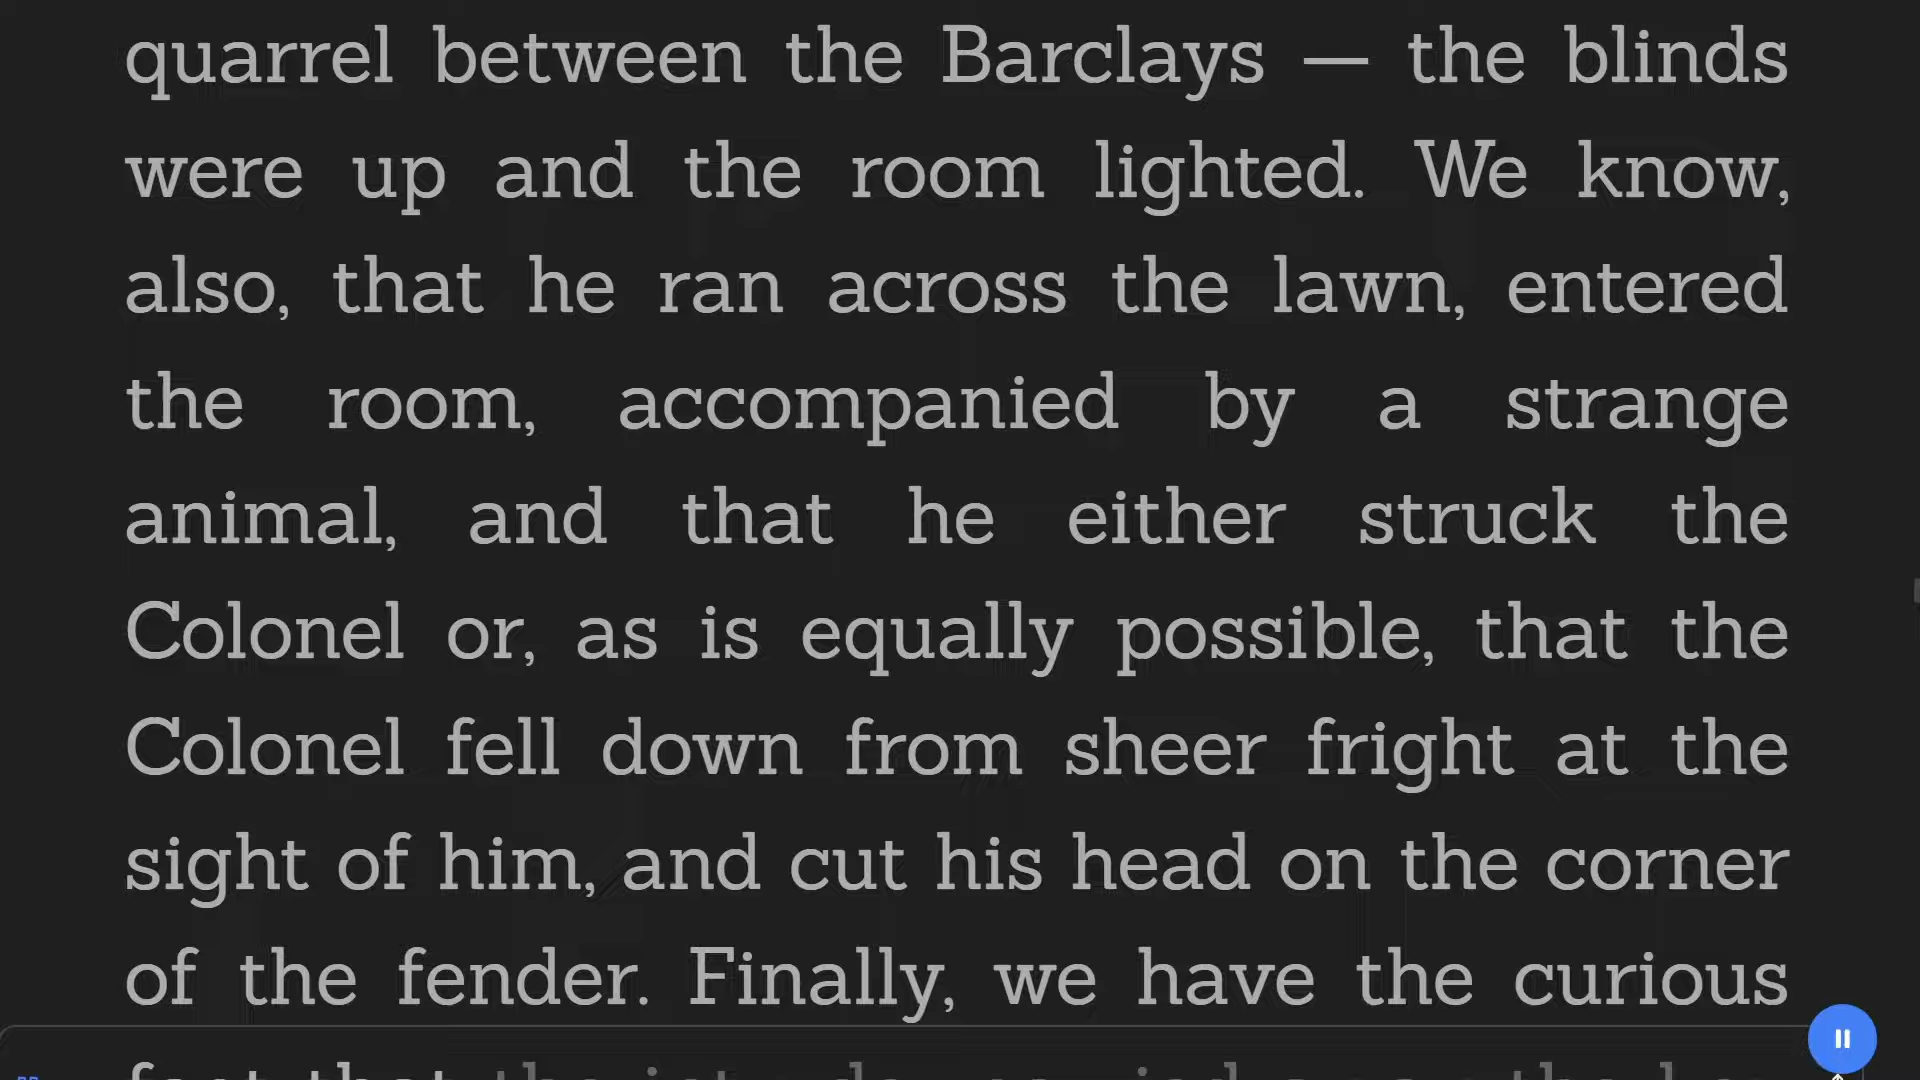 quarrel between the Barclays — the blinds
were up and the room lighted. We know,
also, that he ran across the lawn, entered
the room, accompanied by a strange
animal, and that he either struck the
Colonel or, as is equally possible, that the
Colonel fell down from sheer fright at the
sight of him, and cut his head on the corner
of the fender. Finally, we have the curious
fact that the